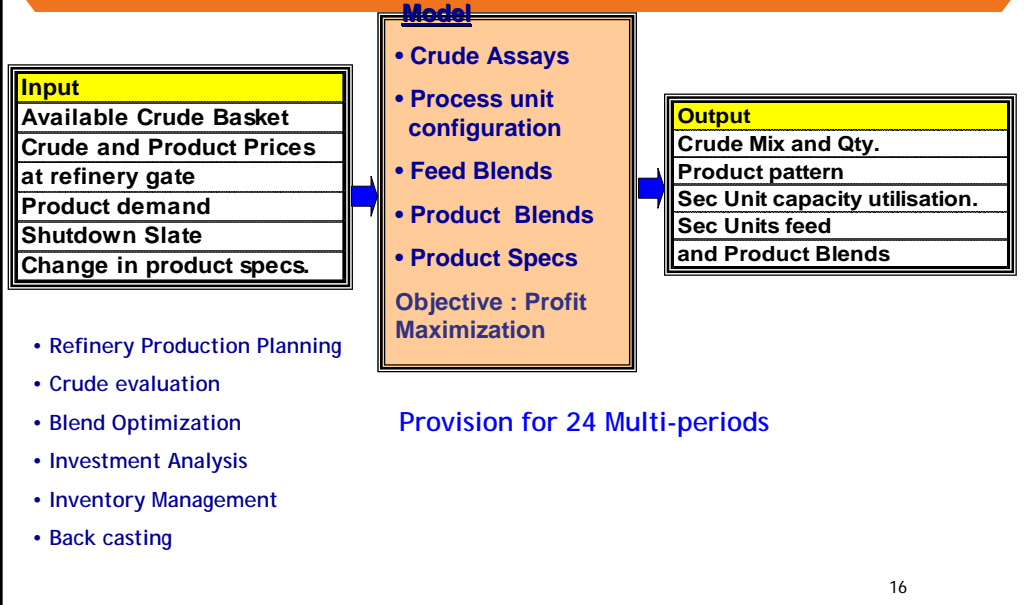 Model
• Crude Assays
• Process unit
configuration
• Feed Blends
• Product Blends
• Product Specs
Objective : Profit
Maximization
Input
Available Crude Basket
Crude and Product Prices
at refinery gate
Product demand
Shutdown Slate
Change in product specs.
Output
Crude Mix and Qty.
Product pattern
Sec Unit capacity utilisation.
Sec Units feed
and Product Blends
• Refinery Production Planning
• Crude evaluation
• Blend Optimization
• Investment Analysis
• Inventory Management
• Back casting
Provision for 24 Multi-periods
16